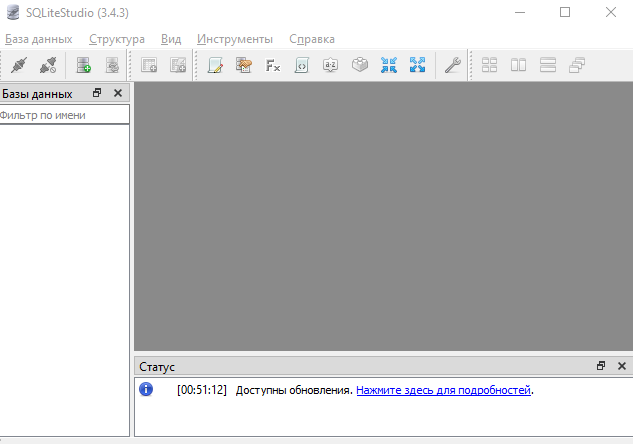 SQLiteStudio (3.4.3)
База данных Структура Вид Инструменты Справка
Базы данных
Фильтр по имени
Статус
[00:51:12] Доступны обновления. Нажмите здесь для подробностей.